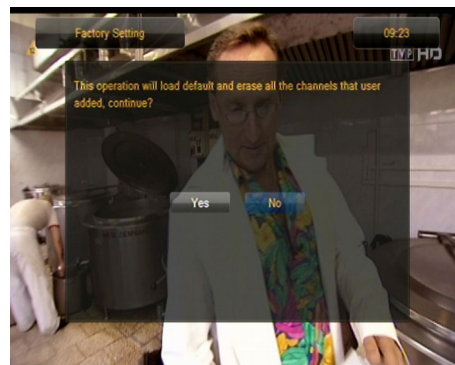 Factory Setting
09:23
TVP HD
This operation will load default and erase all the channels that user
added, continue?
Yes
No